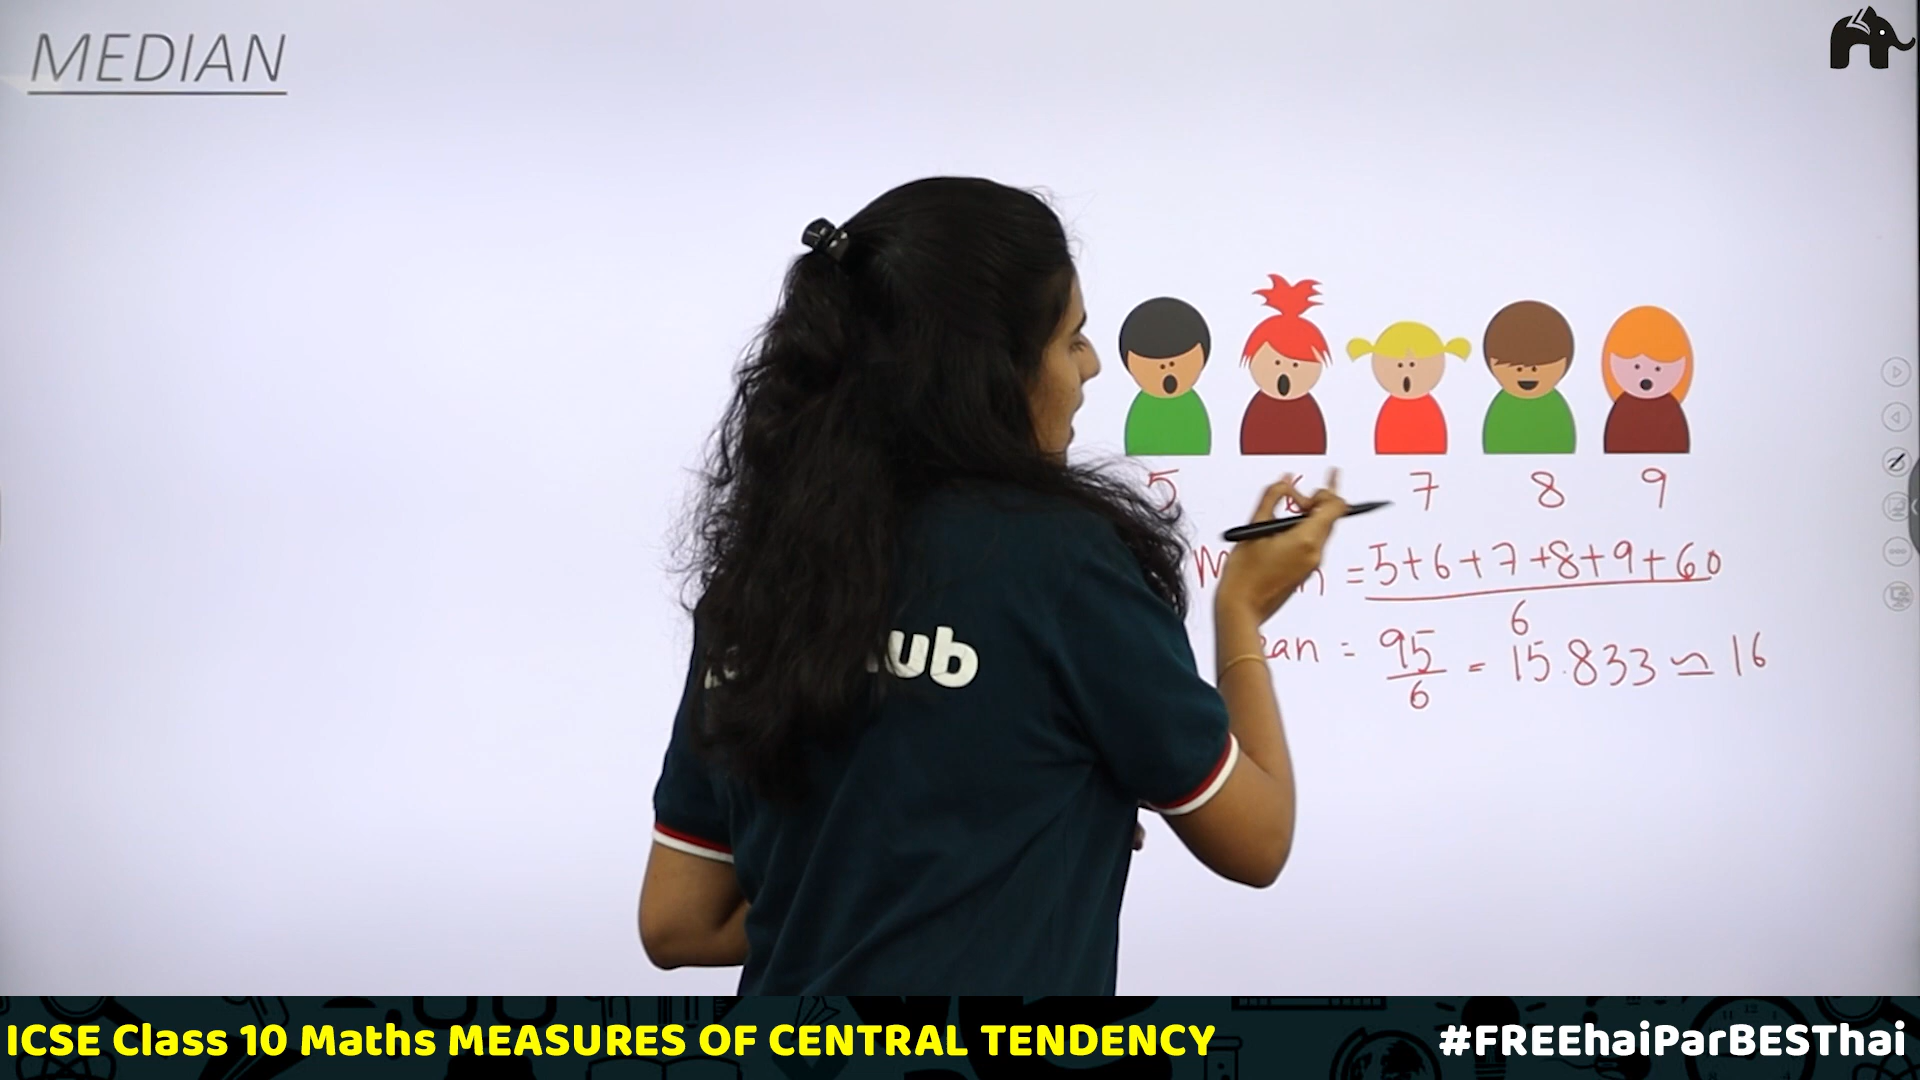 MEDIAN
5 6 7 8 9
= 5+6+7+8+9+60
6
= 95 = 15.833 ≃ 16
6
ub
ICSE Class 10 Maths MEASURES OF CENTRAL TENDENCY
#FREEhaiParBESThai